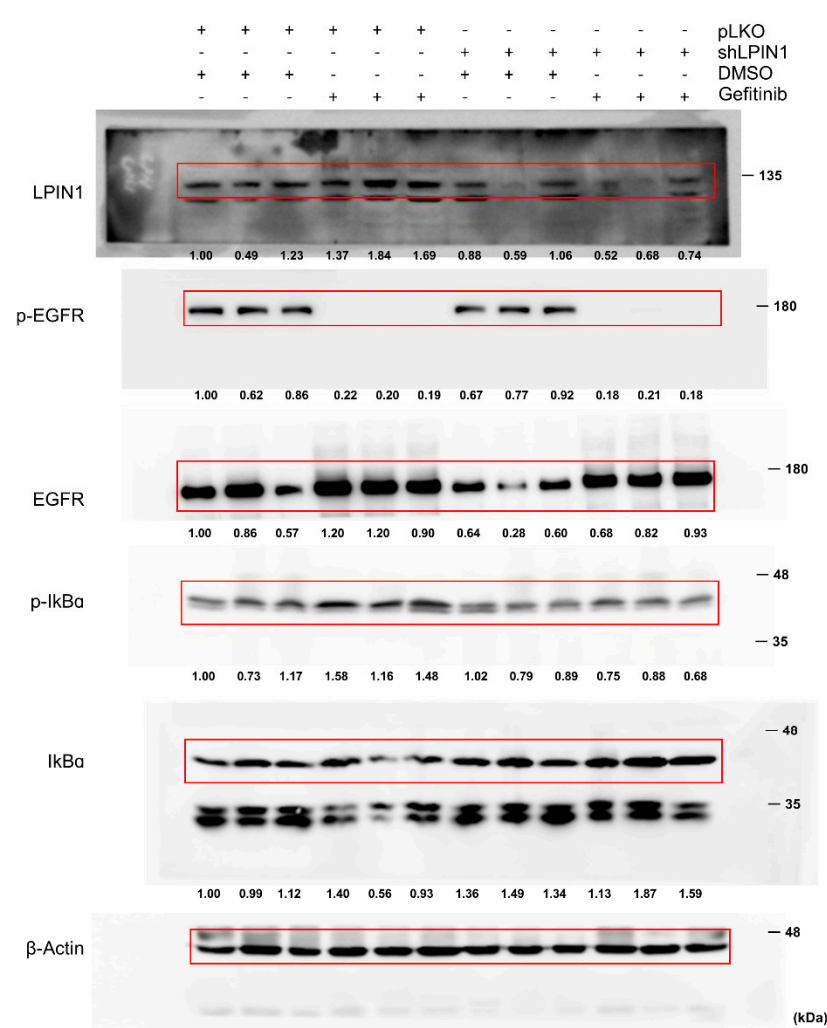 + + + + + + - - - - - - pLKO
- - - - - - + + + + + + shLPIN1
+ + + - - - + + + - - - DMSO
- - - + + + - - - + + + Gefitinib
LPIN1
— 135
1.00 0.49 1.23 1.37 1.84 1.69 0.88 0.59 1.06 0.52 0.68 0.74
p-EGFR
— 180
1.00 0.62 0.86 0.22 0.20 0.19 0.67 0.77 0.92 0.18 0.21 0.18
EGFR
— 180
1.00 0.86 0.57 1.20 1.20 0.90 0.64 0.28 0.60 0.68 0.82 0.93
p-IkBα
— 48
— 35
1.00 0.73 1.17 1.58 1.16 1.48 1.02 0.79 0.89 0.75 0.88 0.68
IkBα
— 48
— 35
1.00 0.99 1.12 1.40 0.56 0.93 1.36 1.49 1.34 1.13 1.87 1.59
β-Actin
— 48
(kDa)